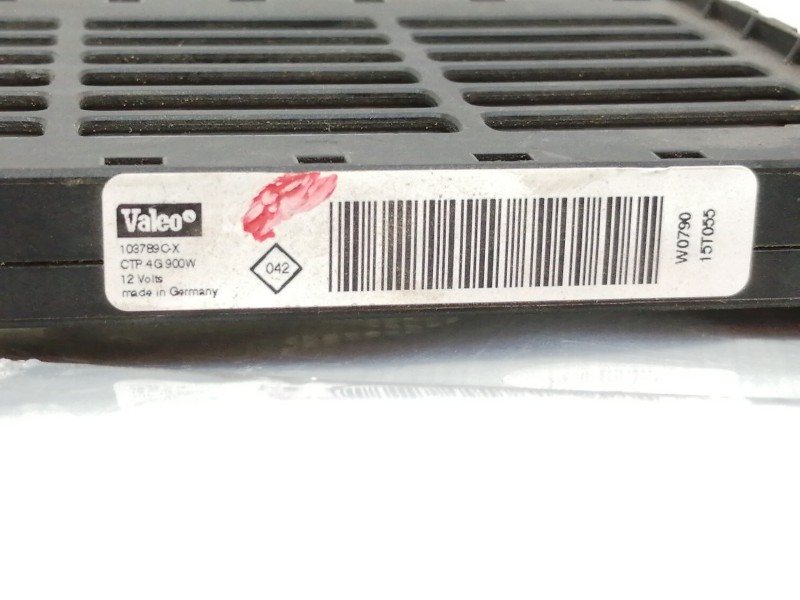 Valeo
103789C-X
CTP 4G 900W
12 Volts
made in Germany
042
W0790
15T055